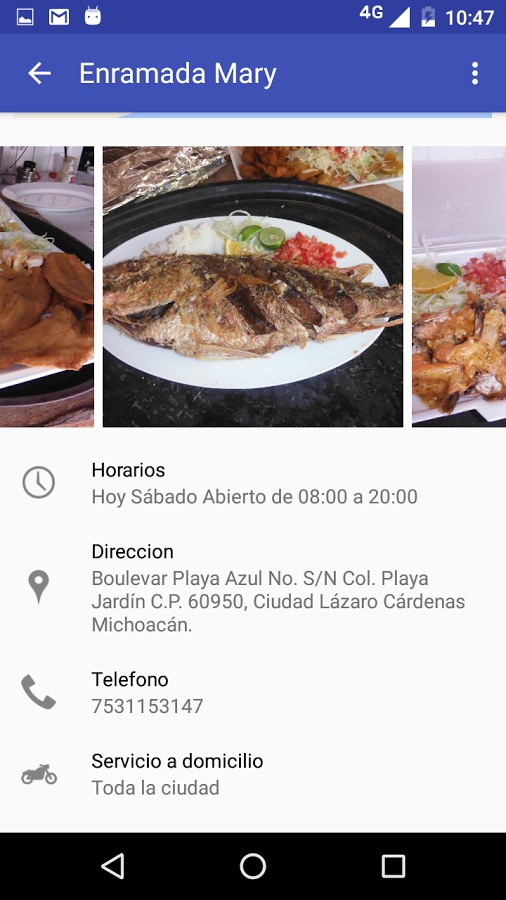 4G 10:47
Enramada Mary
Horarios
Hoy Sábado Abierto de 08:00 a 20:00
Direccion
Boulevar Playa Azul No. S/N Col. Playa
Jardín C.P. 60950, Ciudad Lázaro Cárdenas
Michoacán.
Telefono
7531153147
Servicio a domicilio
Toda la ciudad